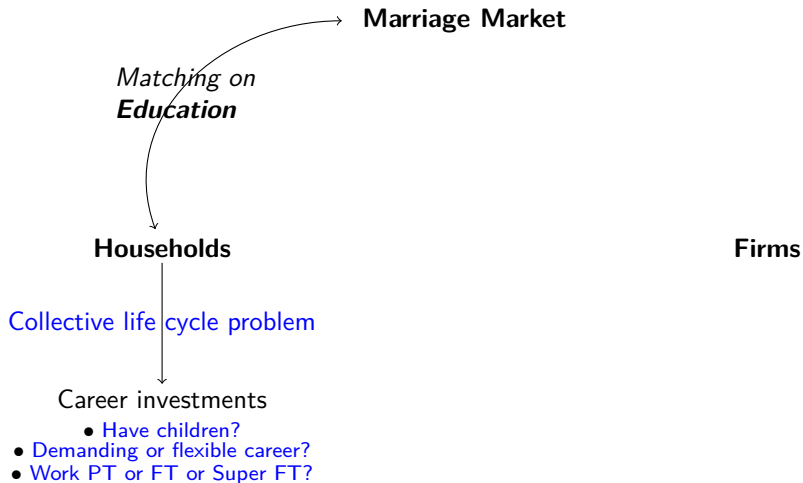 Marriage Market
Matching on
Education
Households
Firms
Collective life cycle problem
Career investments
• Have children?
• Demanding or flexible career?
• Work PT or FT or Super FT?